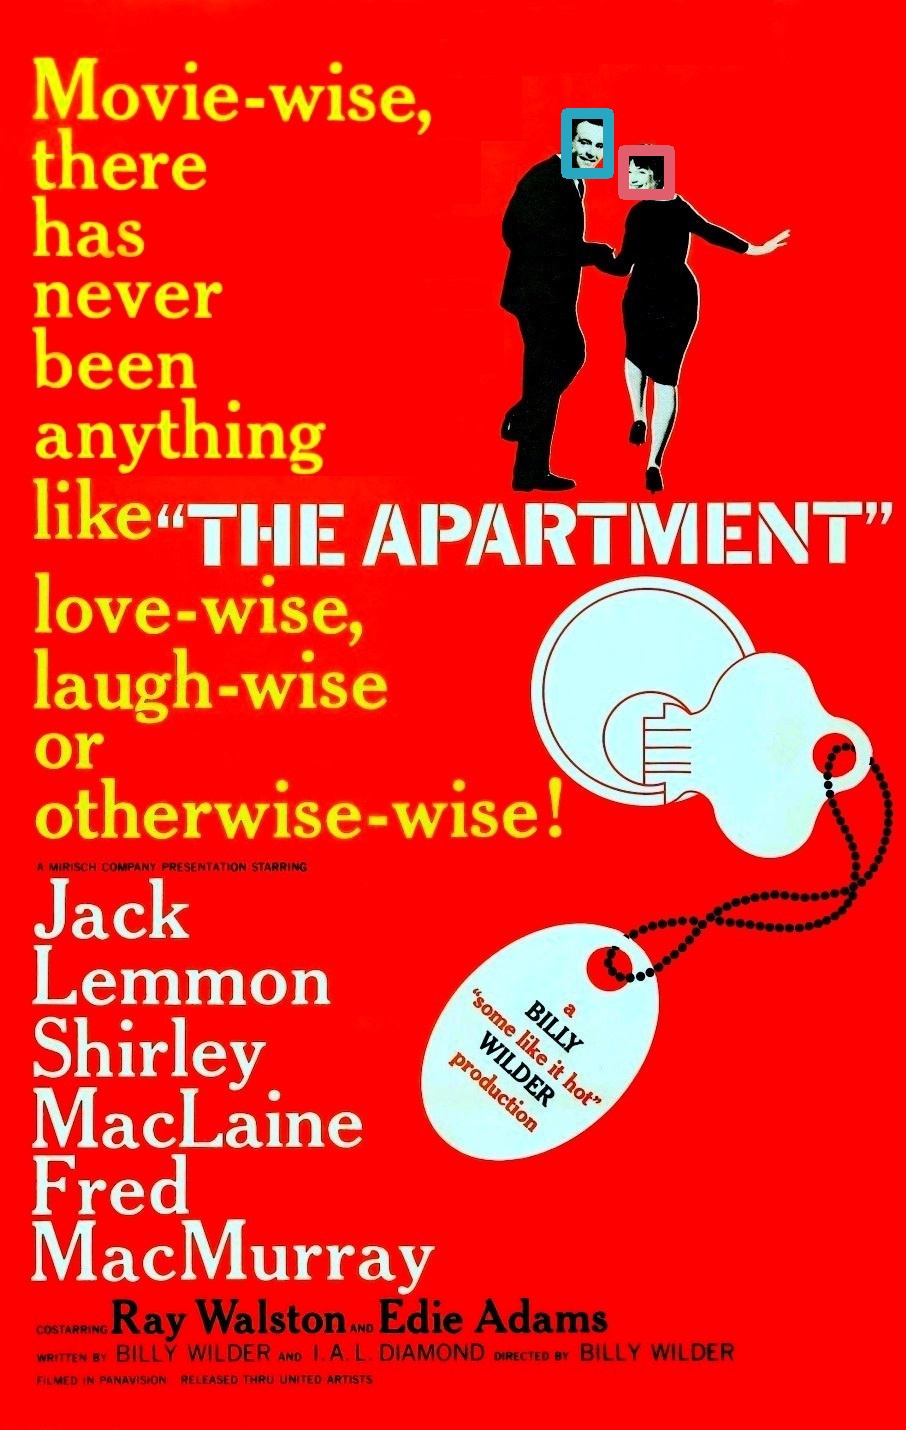 Movie-wise,
there
has
never
been
anything
like “THE APARTMENT”
love-wise,
laugh-wise
or
otherwise-wise!
A MIRISCH COMPANY PRESENTATION STARRING
Jack
Lemmon
Shirley
MacLaine
Fred
MacMurray
a
BILLY
“some like it hot”
WILDER
production
COSTARRING Ray Walston AND Edie Adams
WRITTEN BY BILLY WILDER AND I. A. L. DIAMOND DIRECTED BY BILLY WILDER
FILMED IN PANAVISION RELEASED THRU UNITED ARTISTS